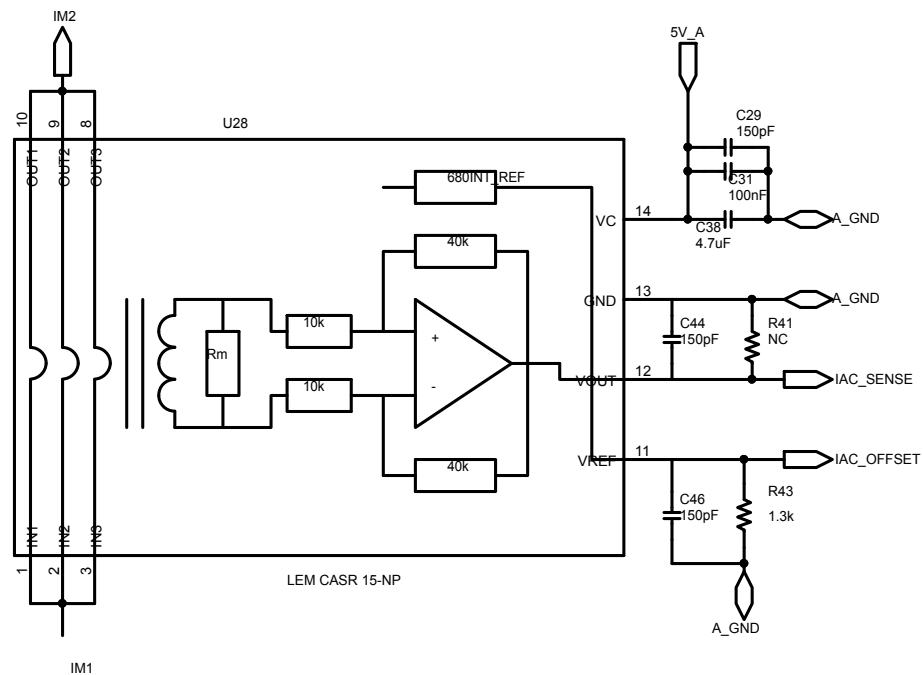 IM2
5V_A
10
9
8
U28
C29
150pF
OUT1
OUT2
OUT3
680INT_REF
C31
100nF
VC
14
C38
4.7uF
A_GND
40k
GND
13
A_GND
10k
+
C44
150pF
R41
NC
Rm
-
10k
VOUT
12
IAC_SENSE
40k
VREF
11
IAC_OFFSET
C46
150pF
R43
1.3k
IN1
IN2
IN3
1
2
3
LEM CASR 15-NP
A_GND
IM1